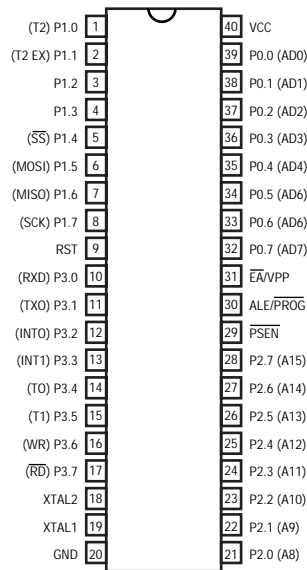 (T2) P1.0 1 40 VCC
(T2 EX) P1.1 2 39 P0.0 (AD0)
P1.2 3 38 P0.1 (AD1)
P1.3 4 37 P0.2 (AD2)
(S̅S̅) P1.4 5 36 P0.3 (AD3)
(MOSI) P1.5 6 35 P0.4 (AD4)
(MISO) P1.6 7 34 P0.5 (AD6)
(SCK) P1.7 8 33 P0.6 (AD6)
RST 9 32 P0.7 (AD7)
(RXD) P3.0 10 31 E̅A̅/VPP
(TXO) P3.1 11 30 ALE/P̅R̅O̅G̅
(INTO) P3.2 12 29 P̅S̅E̅N̅
(INT1) P3.3 13 28 P2.7 (A15)
(TO) P3.4 14 27 P2.6 (A14)
(T1) P3.5 15 26 P2.5 (A13)
(WR) P3.6 16 25 P2.4 (A12)
(R̅D̅) P3.7 17 24 P2.3 (A11)
XTAL2 18 23 P2.2 (A10)
XTAL1 19 22 P2.1 (A9)
GND 20 21 P2.0 (A8)